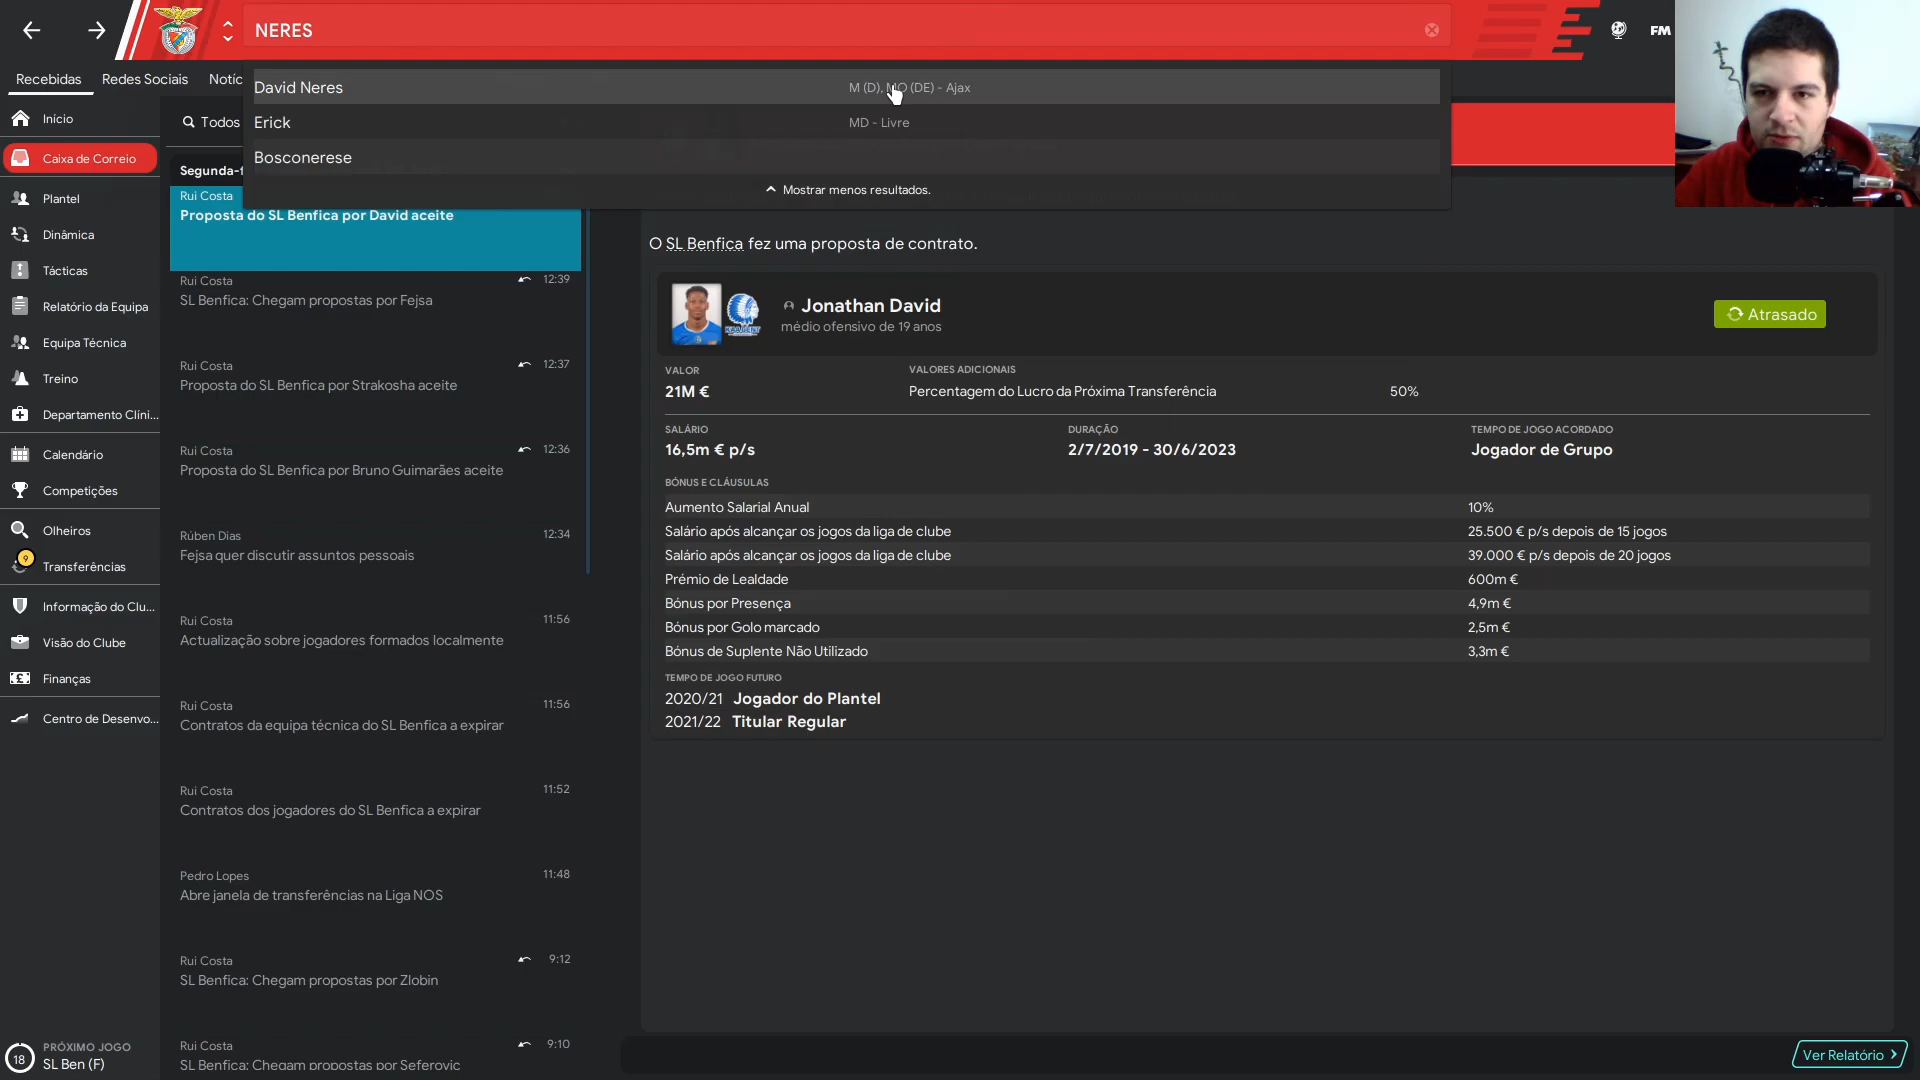 NERES
FM
Recebidas Redes Sociais Notíc
David Neres M (D), MO (DE) - Ajax
Erick MD - Livre
Bosconerese
Mostrar menos resultados.
Início
Caixa de Correio
Plantel
Dinâmica
Tácticas
Relatório da Equipa
Equipa Técnica
Treino
Departamento Clíni...
Calendário
Competições
Olheiros
9
Transferências
Informação do Clu...
Visão do Clube
Finanças
Centro de Desenvo...
18
PRÓXIMO JOGO
SL Ben (F)
Todos
Segunda-f
Rui Costa
Proposta do SL Benfica por David aceite
Rui Costa 12:39
SL Benfica: Chegam propostas por Fejsa
Rui Costa 12:37
Proposta do SL Benfica por Strakosha aceite
Rui Costa 12:36
Proposta do SL Benfica por Bruno Guimarães aceite
Rúben Dias 12:34
Fejsa quer discutir assuntos pessoais
Rui Costa 11:56
Actualização sobre jogadores formados localmente
Rui Costa 11:56
Contratos da equipa técnica do SL Benfica a expirar
Rui Costa 11:52
Contratos dos jogadores do SL Benfica a expirar
Pedro Lopes 11:48
Abre janela de transferências na Liga NOS
Rui Costa 9:12
SL Benfica: Chegam propostas por Zlobin
Rui Costa 9:10
SL Benfica: Chegam propostas por Seferovic
O SL Benfica fez uma proposta de contrato.
Jonathan David
médio ofensivo de 19 anos
Atrasado
VALOR VALORES ADICIONAIS
21M € Percentagem do Lucro da Próxima Transferência 50%
SALÁRIO DURAÇÃO TEMPO DE JOGO ACORDADO
16,5m € p/s 2/7/2019 - 30/6/2023 Jogador de Grupo
BÓNUS E CLÁUSULAS
Aumento Salarial Anual 10%
Salário após alcançar os jogos da liga de clube 25.500 € p/s depois de 15 jogos
Salário após alcançar os jogos da liga de clube 39.000 € p/s depois de 20 jogos
Prémio de Lealdade 600m €
Bónus por Presença 4,9m €
Bónus por Golo marcado 2,5m €
Bónus de Suplente Não Utilizado 3,3m €
TEMPO DE JOGO FUTURO
2020/21 Jogador do Plantel
2021/22 Titular Regular
Ver Relatório